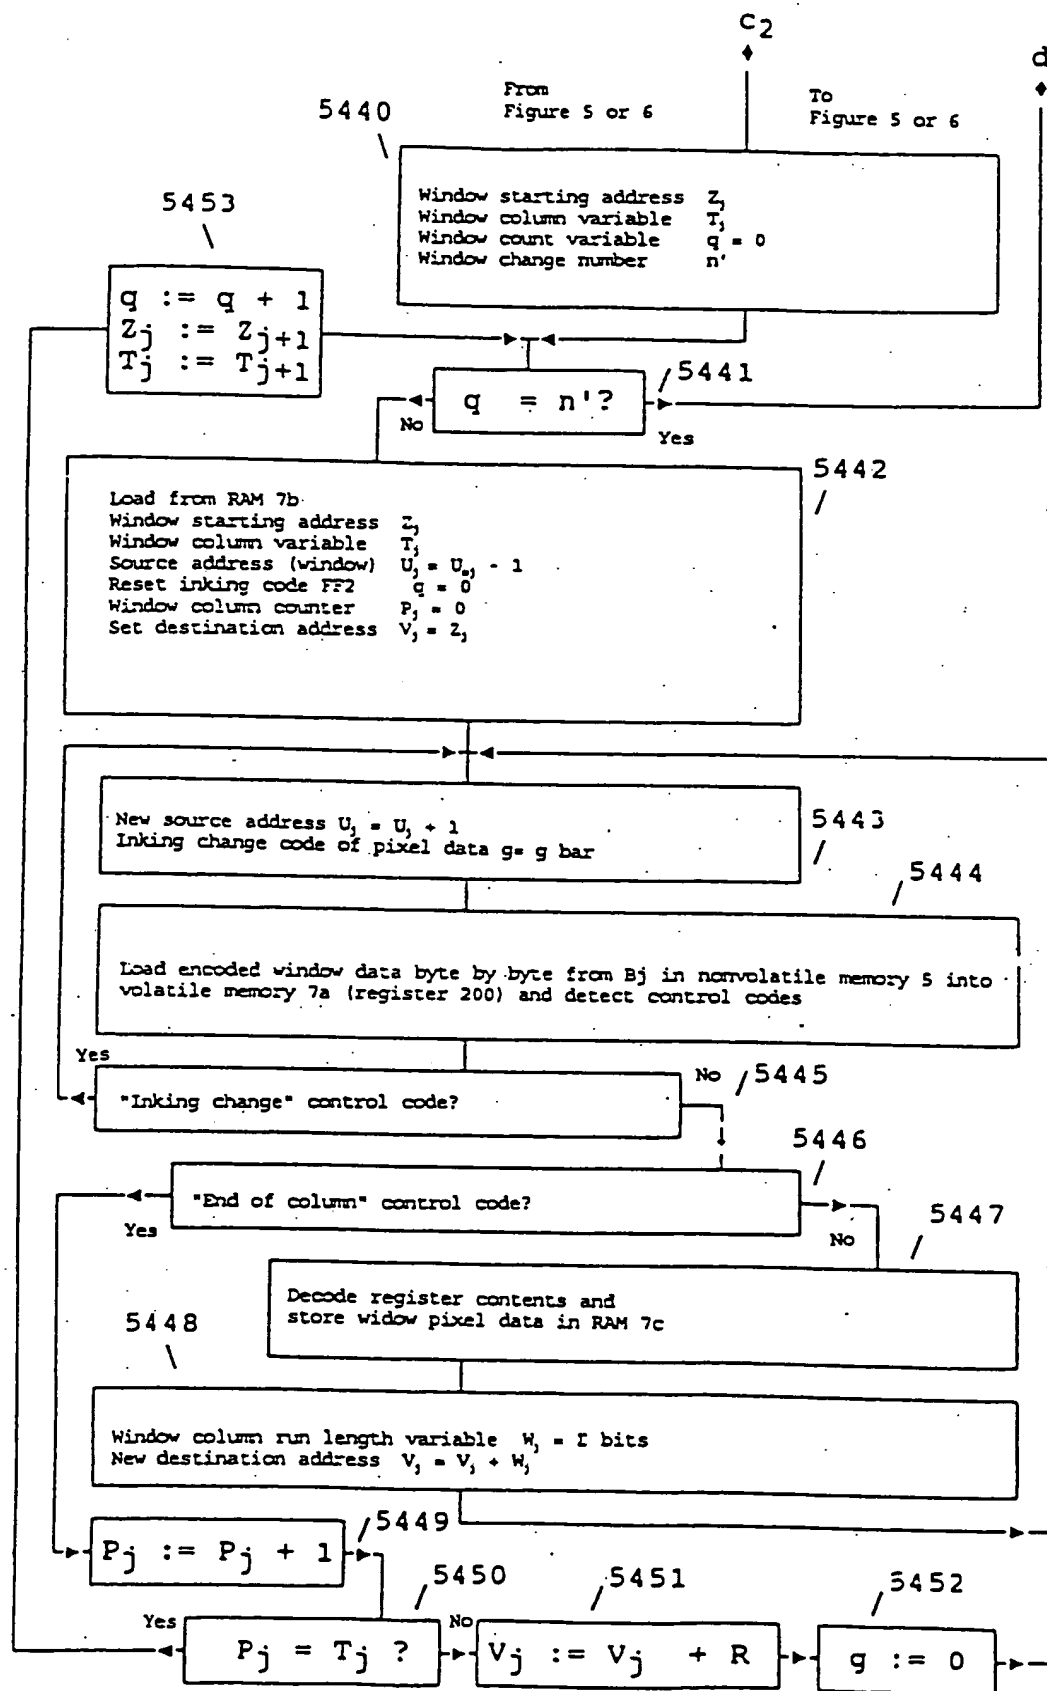 c2
d
From
Figure 5 or 6
To
Figure 5 or 6
5440
Window starting address Zj
Window column variable Tj
Window count variable q = 0
Window change number n'
5453
q := q + 1
Zj := Zj+1
Tj := Tj+1
5441
q = n'?
No
Yes
5442
Load from RAM 7b
Window starting address Zj
Window column variable Tj
Source address (window) Uj = Uoj - 1
Reset inking code FF2 g = 0
Window column counter Pj = 0
Set destination address Vj = Zj
5443
New source address Uj = Uj + 1
Inking change code of pixel data g= g bar
5444
Load encoded window data byte by byte from Bj in nonvolatile memory 5 into
volatile memory 7a (register 200) and detect control codes
Yes
"Inking change" control code?
No
5445
5446
"End of column" control code?
Yes
No
5447
Decode register contents and
store widow pixel data in RAM 7c
5448
Window column run length variable Wj = Σ bits
New destination address Vj = Vj + Wj
5449
Pj := Pj + 1
5450
Yes
Pj = Tj ?
No
5451
Vj := Vj + R
5452
g := 0